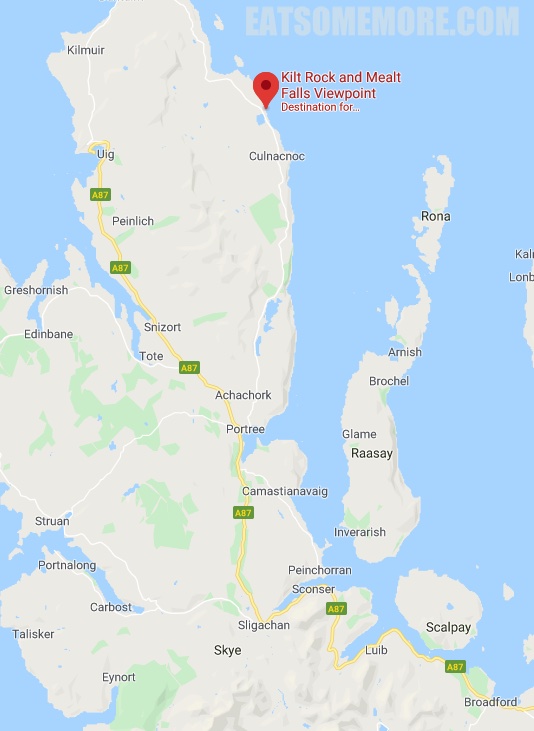 EATSOMEMORE.COM
Kilmuir
Kilt Rock and Mealt
Falls Viewpoint
Destination for...
Uig
Culnacnoc
A87
Peinlich
Rona
A87
Kal
Lonb
Greshornish
Edinbane
Snizort
Tote
A87
Arnish
Brochel
Achachork
Portree
Glame
Raasay
Camastianavaig
A87
Struan
Inverarish
Portnalong
Peinchorran
Sconser
Carbost
A87
Talisker
Sligachan
Scalpay
Skye
Luib
A87
Eynort
Broadford